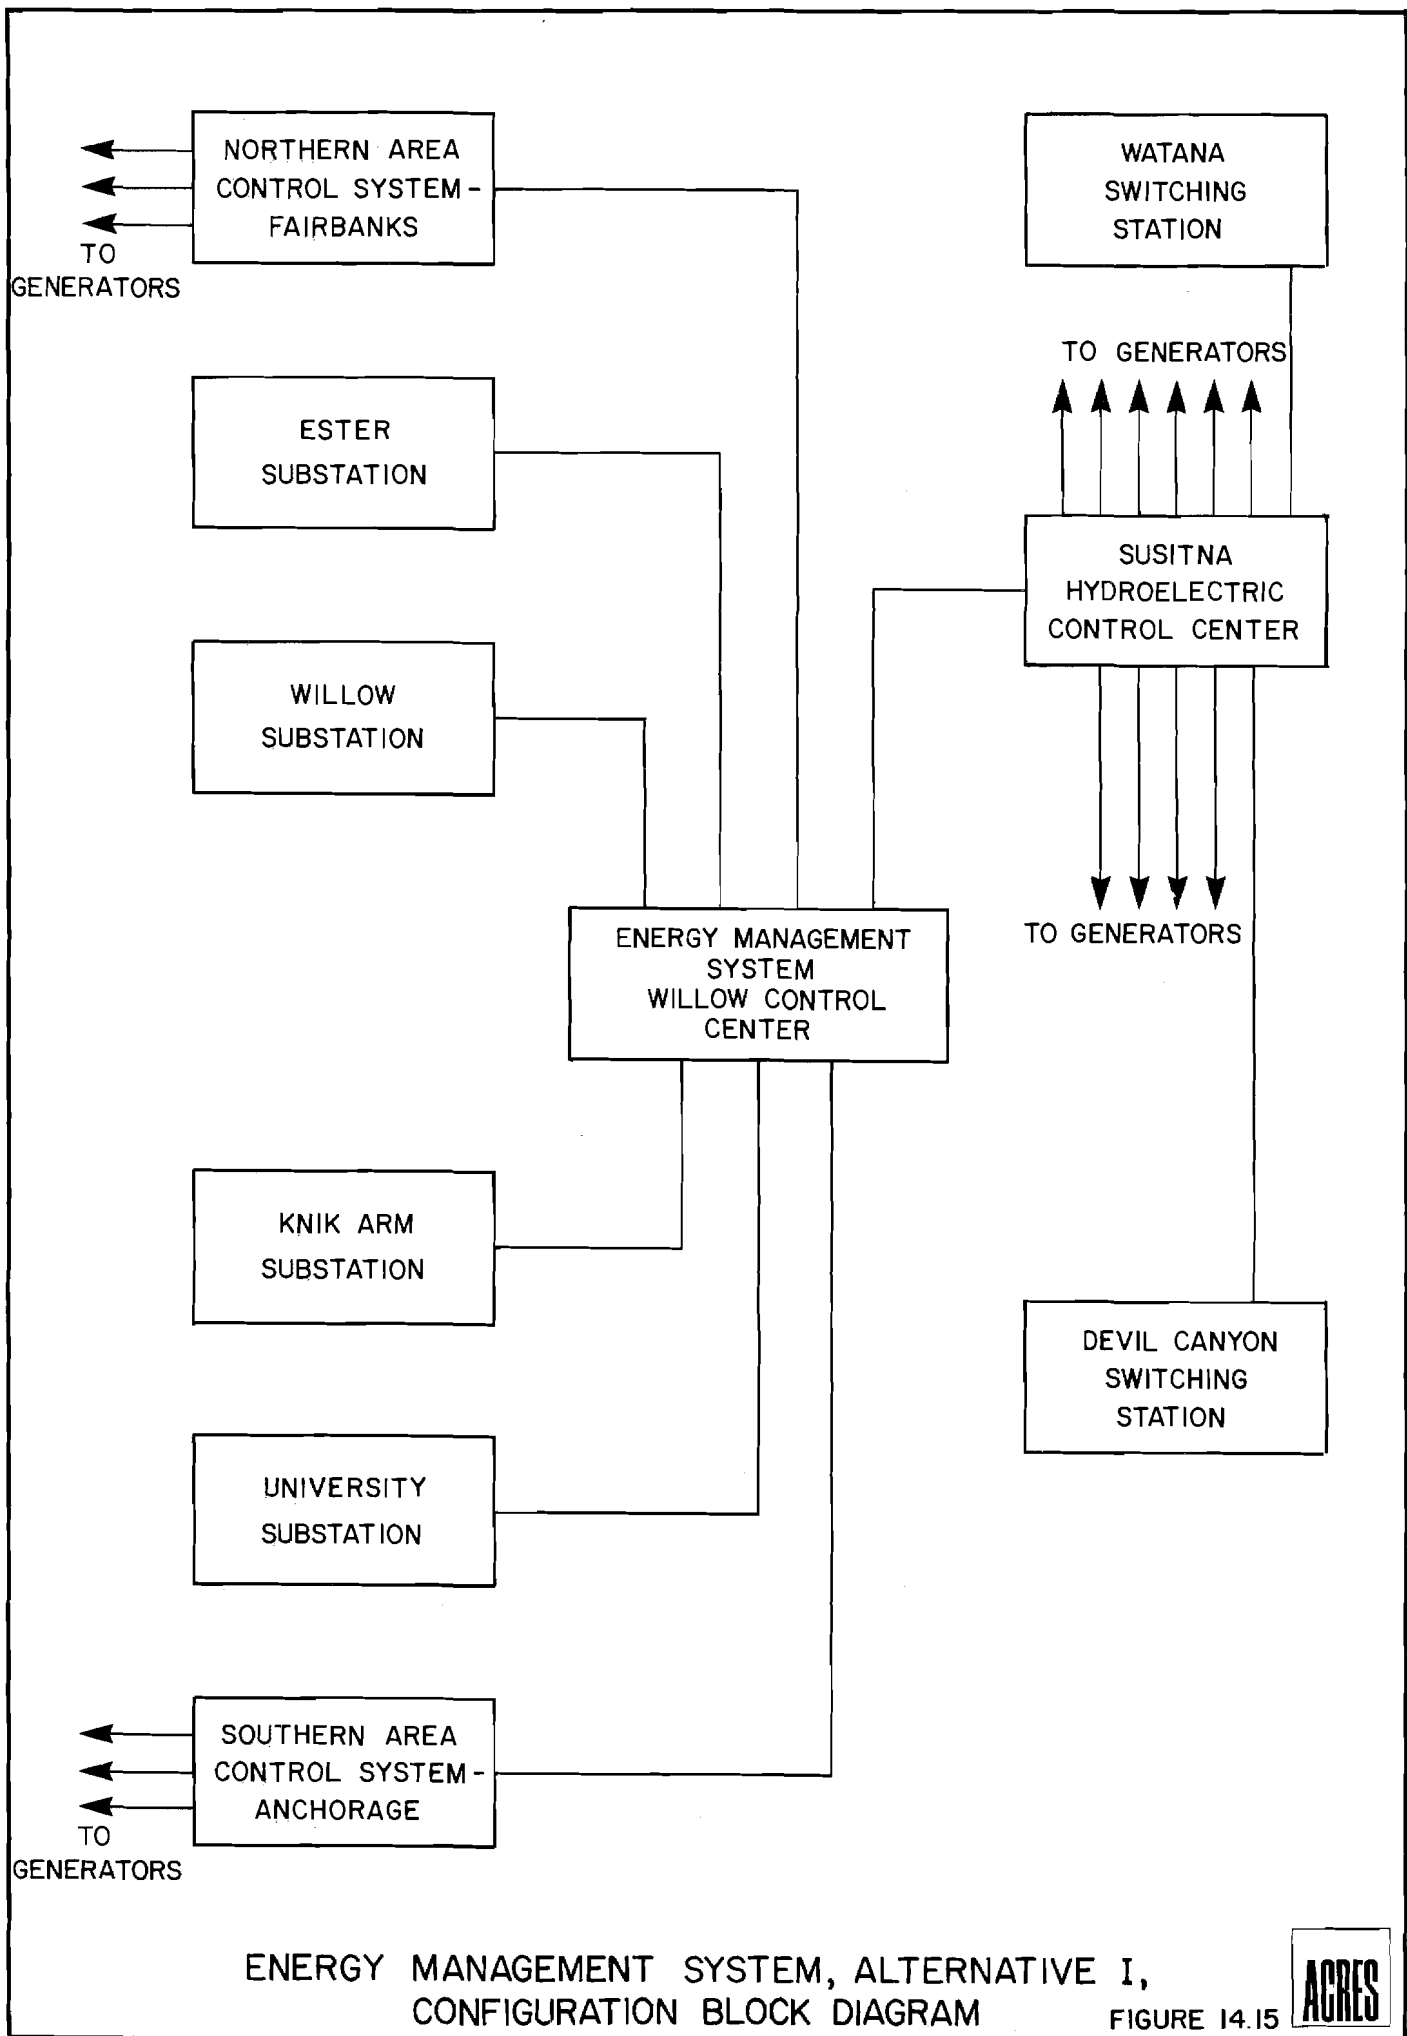 NORTHERN AREA
CONTROL SYSTEM-
FAIRBANKS
TO
GENERATORS
WATANA
SWITCHING
STATION
TO GENERATORS
ESTER
SUBSTATION
SUSITNA
HYDROELECTRIC
CONTROL CENTER
WILLOW
SUBSTATION
TO GENERATORS
ENERGY MANAGEMENT
SYSTEM
WILLOW CONTROL
CENTER
KNIK ARM
SUBSTATION
DEVIL CANYON
SWITCHING
STATION
UNIVERSITY
SUBSTATION
SOUTHERN AREA
CONTROL SYSTEM-
ANCHORAGE
TO
GENERATORS
ENERGY MANAGEMENT SYSTEM, ALTERNATIVE I,
CONFIGURATION BLOCK DIAGRAM
FIGURE 14.15
ACRES